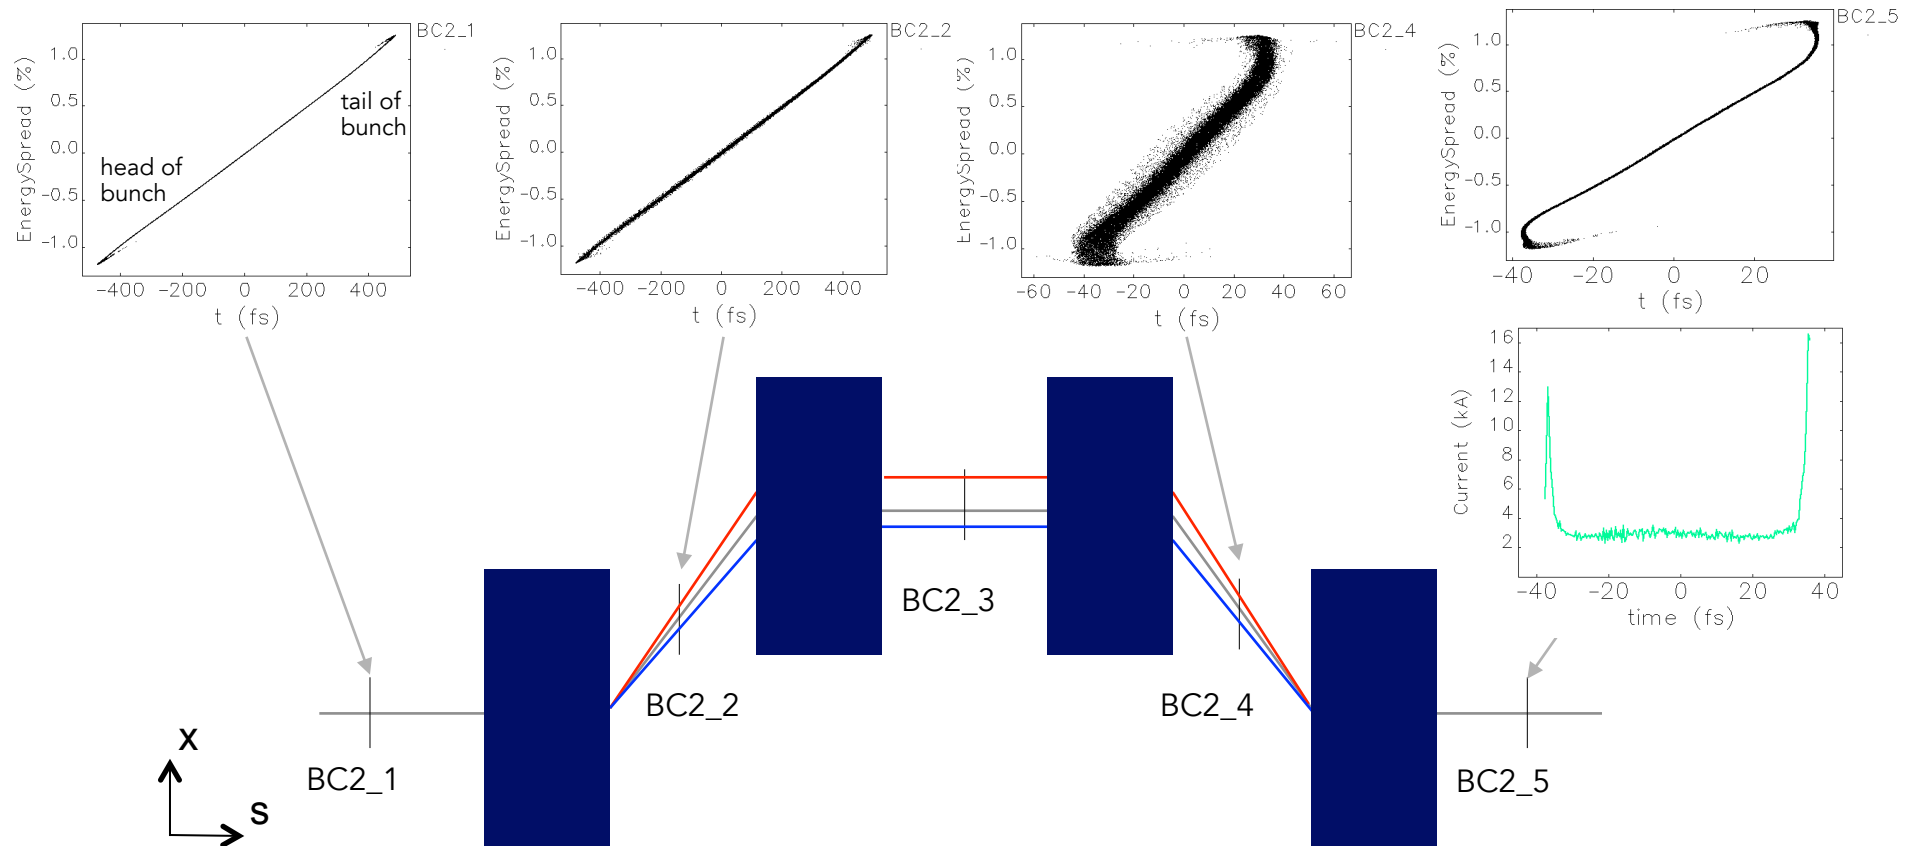 BC2_1
EnergySpread (%)
1.0
0.5
0.0
−0.5
−1.0
tail of
bunch
head of
bunch
−400 −200 0 200 400
t (fs)
BC2_2
EnergySpread (%)
1.0
0.5
0.0
−0.5
−1.0
−400 −200 0 200 400
t (fs)
BC2_4
EnergySpread (%)
1.0
0.5
0.0
−0.5
−1.0
−60 −40 −20 0 20 40 60
t (fs)
BC2_5
EnergySpread (%)
1.0
0.5
0.0
−0.5
−1.0
−40 −20 0 20
t (fs)
Current (kA)
16
14
12
10
8
6
4
2
−40 −20 0 20 40
time (fs)
BC2_3
BC2_2
BC2_4
BC2_1
BC2_5
X
S